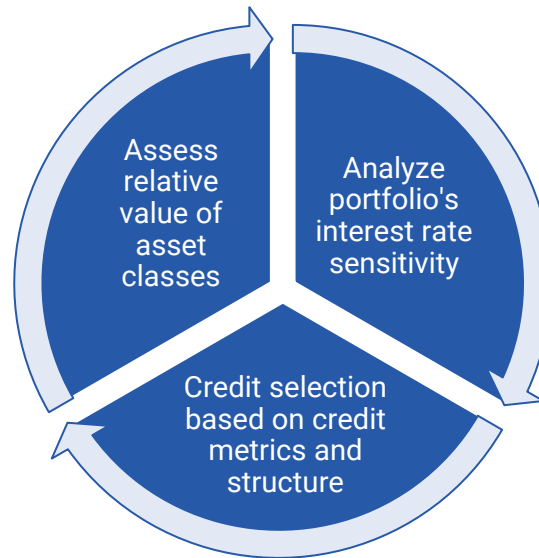 Assess
relative
value of
asset
classes
Analyze
portfolio's
interest rate
sensitivity
Credit selection
based on credit
metrics and
structure